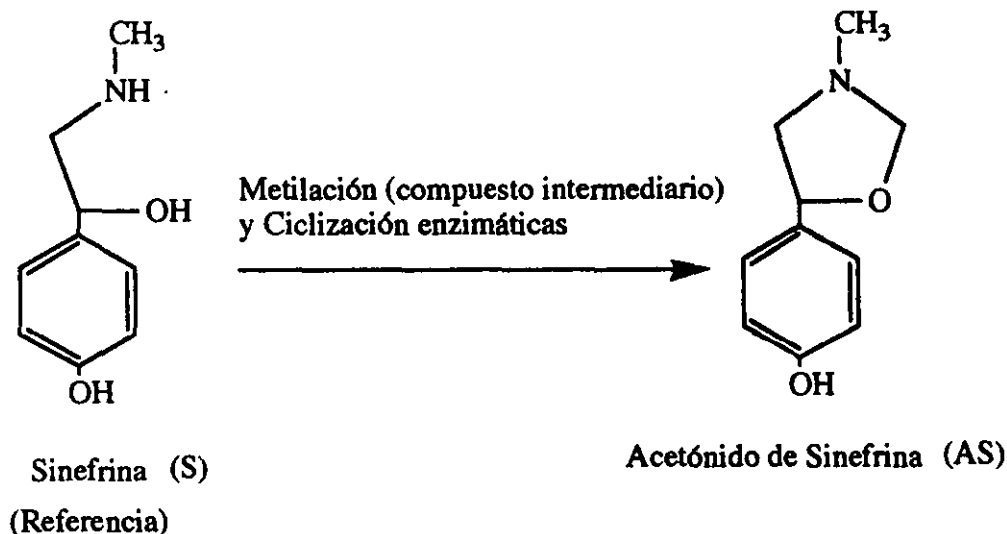 CH₃
NH
OH
OH
Metilación (compuesto intermediario)
y Ciclización enzimáticas
CH₃
N
O
OH
Sinefrina (S)
(Referencia)
Acetónido de Sinefrina (AS)